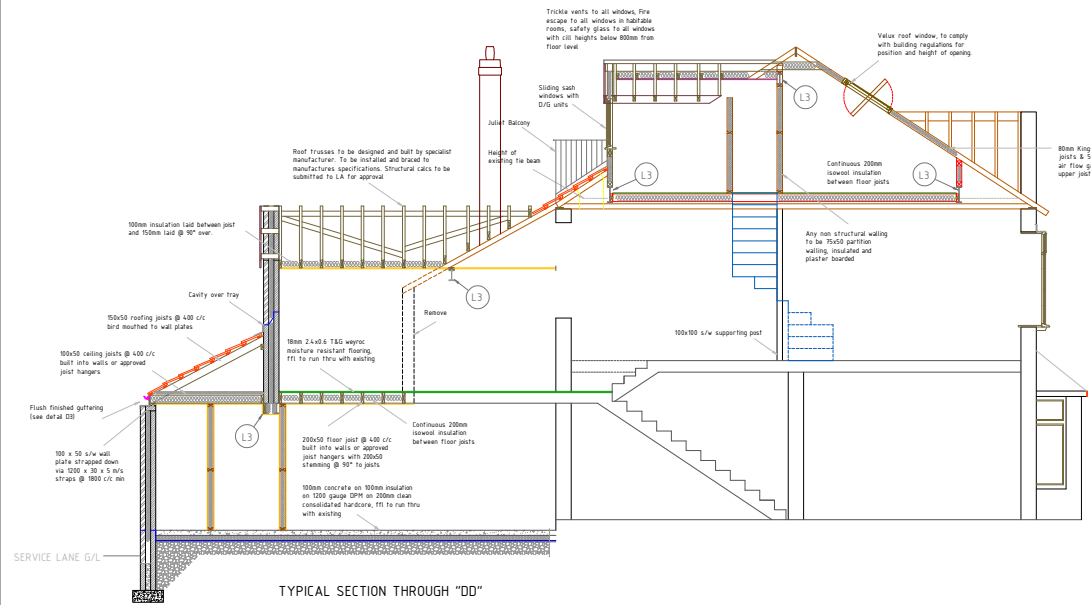 Trickle vents to all windows, Fire
escape to all windows in habitable
rooms, safety glass to all windows
with cill heights below 800mm from
floor level
Velux roof window, to comply
with building regulations for
position and height of opening.
Sliding sash
windows with
D/G units
L3
Juliet Balcony
Height of
existing tie beam
Roof trusses to be designed and built by specialist
manufacturer. To be installed and braced to
manufactures specifications. Structural calcs to be
submitted to LA for approval
80mm King
joists & 5
air flow g
upper joist
L3
Continuous 200mm
isowool insulation
between floor joists
L3
100mm insulation laid between joist
and 150mm laid @ 90° over.
Any non structural walling
to be 75x50 partition
walling, insulated and
plaster boarded
Cavity over tray
L3
150x50 roofing joists @ 400 c/c
bird mouthed to wall plates
Remove
100x100 s/w supporting post
100x50 ceiling joists @ 400 c/c
built into walls or approved
joist hangers
18mm 2.4x0.6 T&G weyroc
moisture resistant flooring,
ffl to run thru with existing
Flush finished guttering
(see detail D3)
L3
Continuous 200mm
isowool insulation
between floor joists
200x50 floor joist @ 400 c/c
built into walls or approved
joist hangers with 200x50
stemming @ 90° to joists
100 x 50 s/w wall
plate strapped down
via 1200 x 30 x 5 m/s
straps @ 1800 c/c min
100mm concrete on 100mm insulation
on 1200 gauge DPM on 200mm clean
consolidated hardcore, ffl to run thru
with existing
SERVICE LANE G/L
TYPICAL SECTION THROUGH "DD"